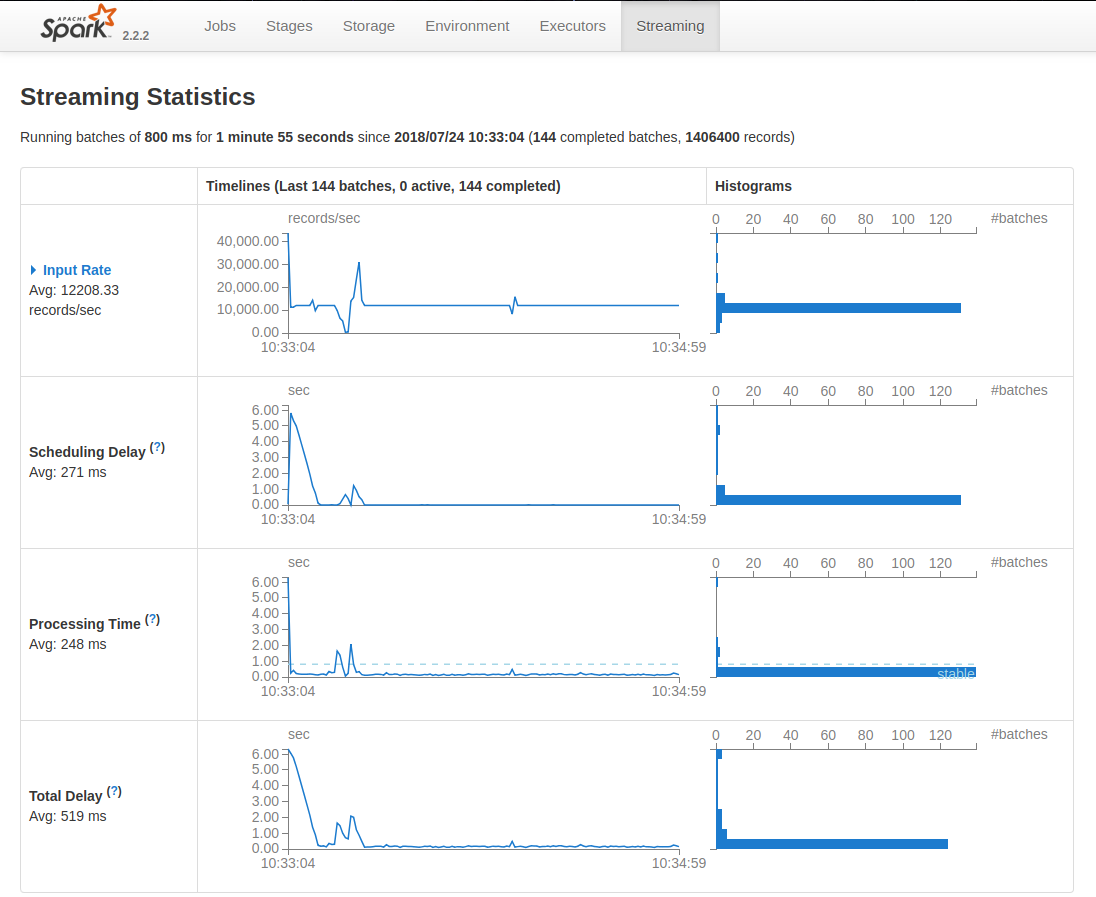 APACHE
Spark 2.2.2 Jobs Stages Storage Environment Executors Streaming
Streaming Statistics
Running batches of 800 ms for 1 minute 55 seconds since 2018/07/24 10:33:04 (144 completed batches, 1406400 records)
Timelines (Last 144 batches, 0 active, 144 completed) Histograms
Input Rate
Avg: 12208.33
records/sec
records/sec
40,000.00
30,000.00
20,000.00
10,000.00
0.00
10:33:04 10:34:59
0 20 40 60 80 100 120 #batches
Scheduling Delay (?)
Avg: 271 ms
sec
6.00
5.00
4.00
3.00
2.00
1.00
0.00
10:33:04 10:34:59
0 20 40 60 80 100 120 #batches
Processing Time (?)
Avg: 248 ms
sec
6.00
5.00
4.00
3.00
2.00
1.00
0.00
10:33:04 10:34:59
0 20 40 60 80 100 120 #batches
stable
Total Delay (?)
Avg: 519 ms
sec
6.00
5.00
4.00
3.00
2.00
1.00
0.00
10:33:04 10:34:59
0 20 40 60 80 100 120 #batches